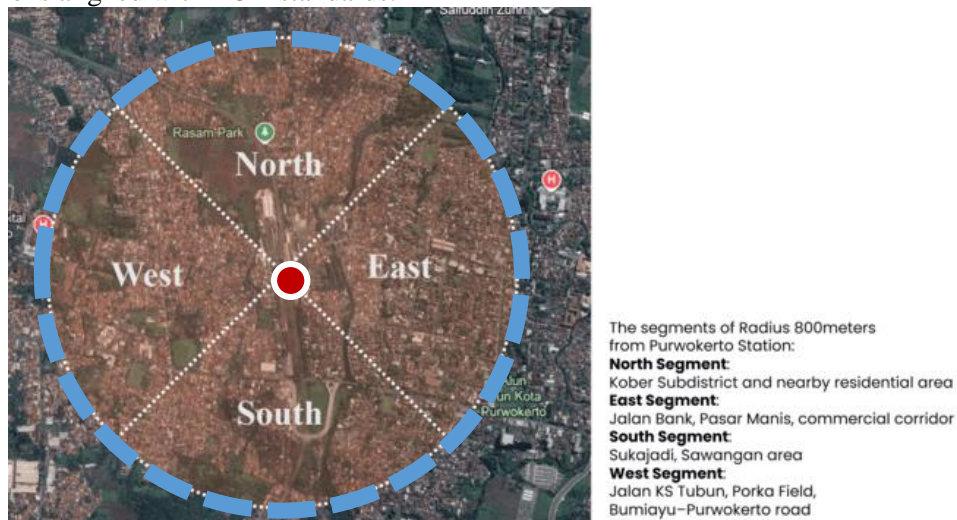 Saifuddin Zuhri
Rasam Park
North
West
East
South
un Kota
Purwokerto
The segments of Radius 800meters
from Purwokerto Station:
North Segment:
Kober Subdistrict and nearby residential area
East Segment:
Jalan Bank, Pasar Manis, commercial corridor
South Segment:
Sukajadi, Sawangan area
West Segment:
Jalan KS Tubun, Porka Field,
Bumiayu–Purwokerto road